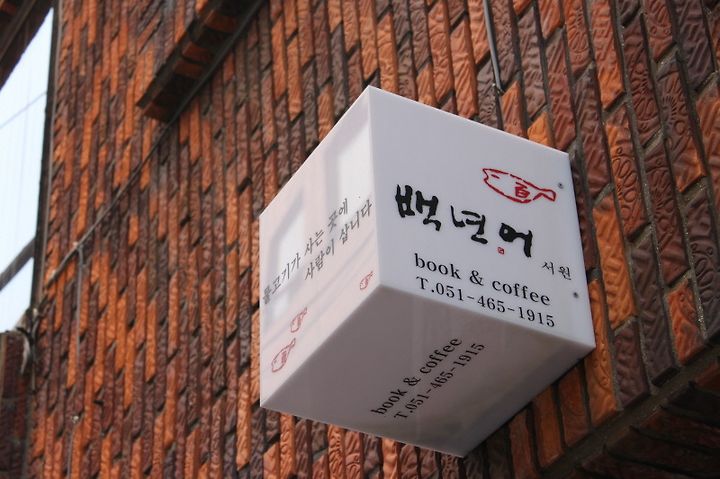 물고기가 사는 곳에
사람이 삽니다
百
백년어
서원
book & coffee
T.051-465-1915
book & coffee
T.051-465-1915